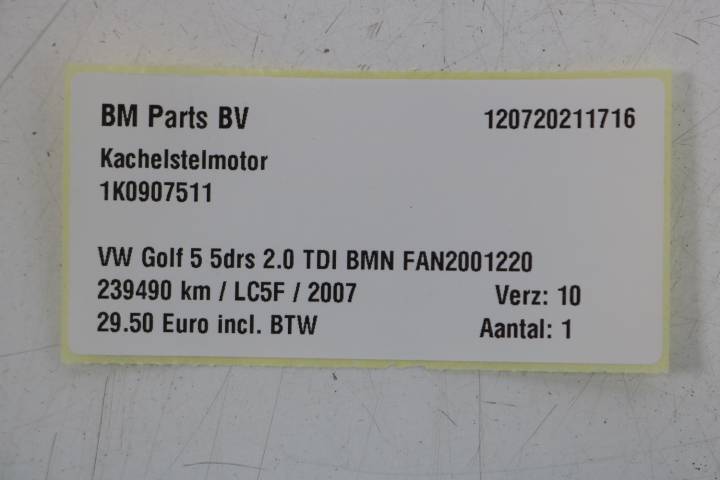 BM Parts BV 120720211716
Kachelstelmotor
1K0907511
VW Golf 5 5drs 2.0 TDI BMN FAN2001220
239490 km / LC5F / 2007 Verz: 10
29.50 Euro incl. BTW Aantal: 1